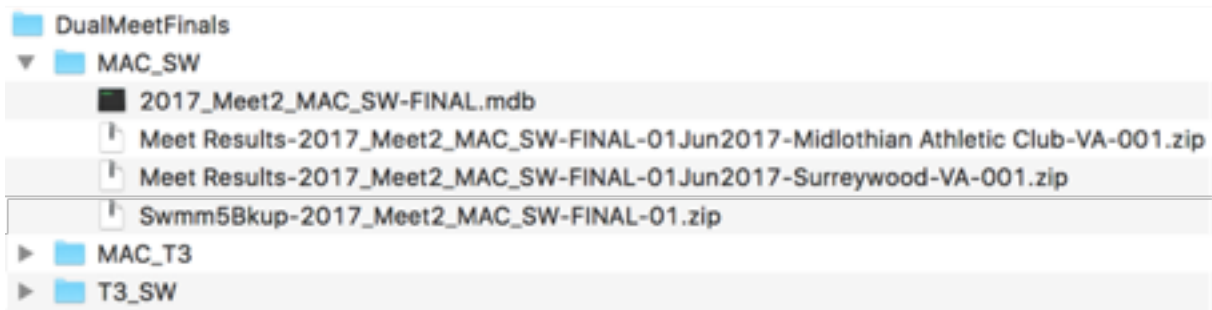 DualMeetFinals
MAC_SW
2017_Meet2_MAC_SW-FINAL.mdb
Meet Results-2017_Meet2_MAC_SW-FINAL-01Jun2017-Midlothian Athletic Club-VA-001.zip
Meet Results-2017_Meet2_MAC_SW-FINAL-01Jun2017-Surreywood-VA-001.zip
Swmm5Bkup-2017_Meet2_MAC_SW-FINAL-01.zip
MAC_T3
T3_SW